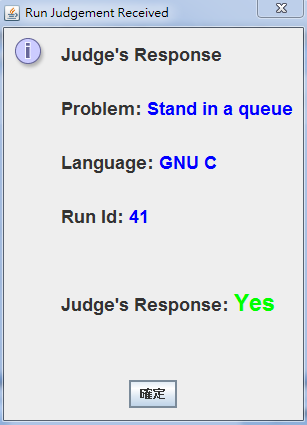 Run Judgement Received
Judge's Response
Problem: Stand in a queue
Language: GNU C
Run Id: 41
Judge's Response: Yes
確定